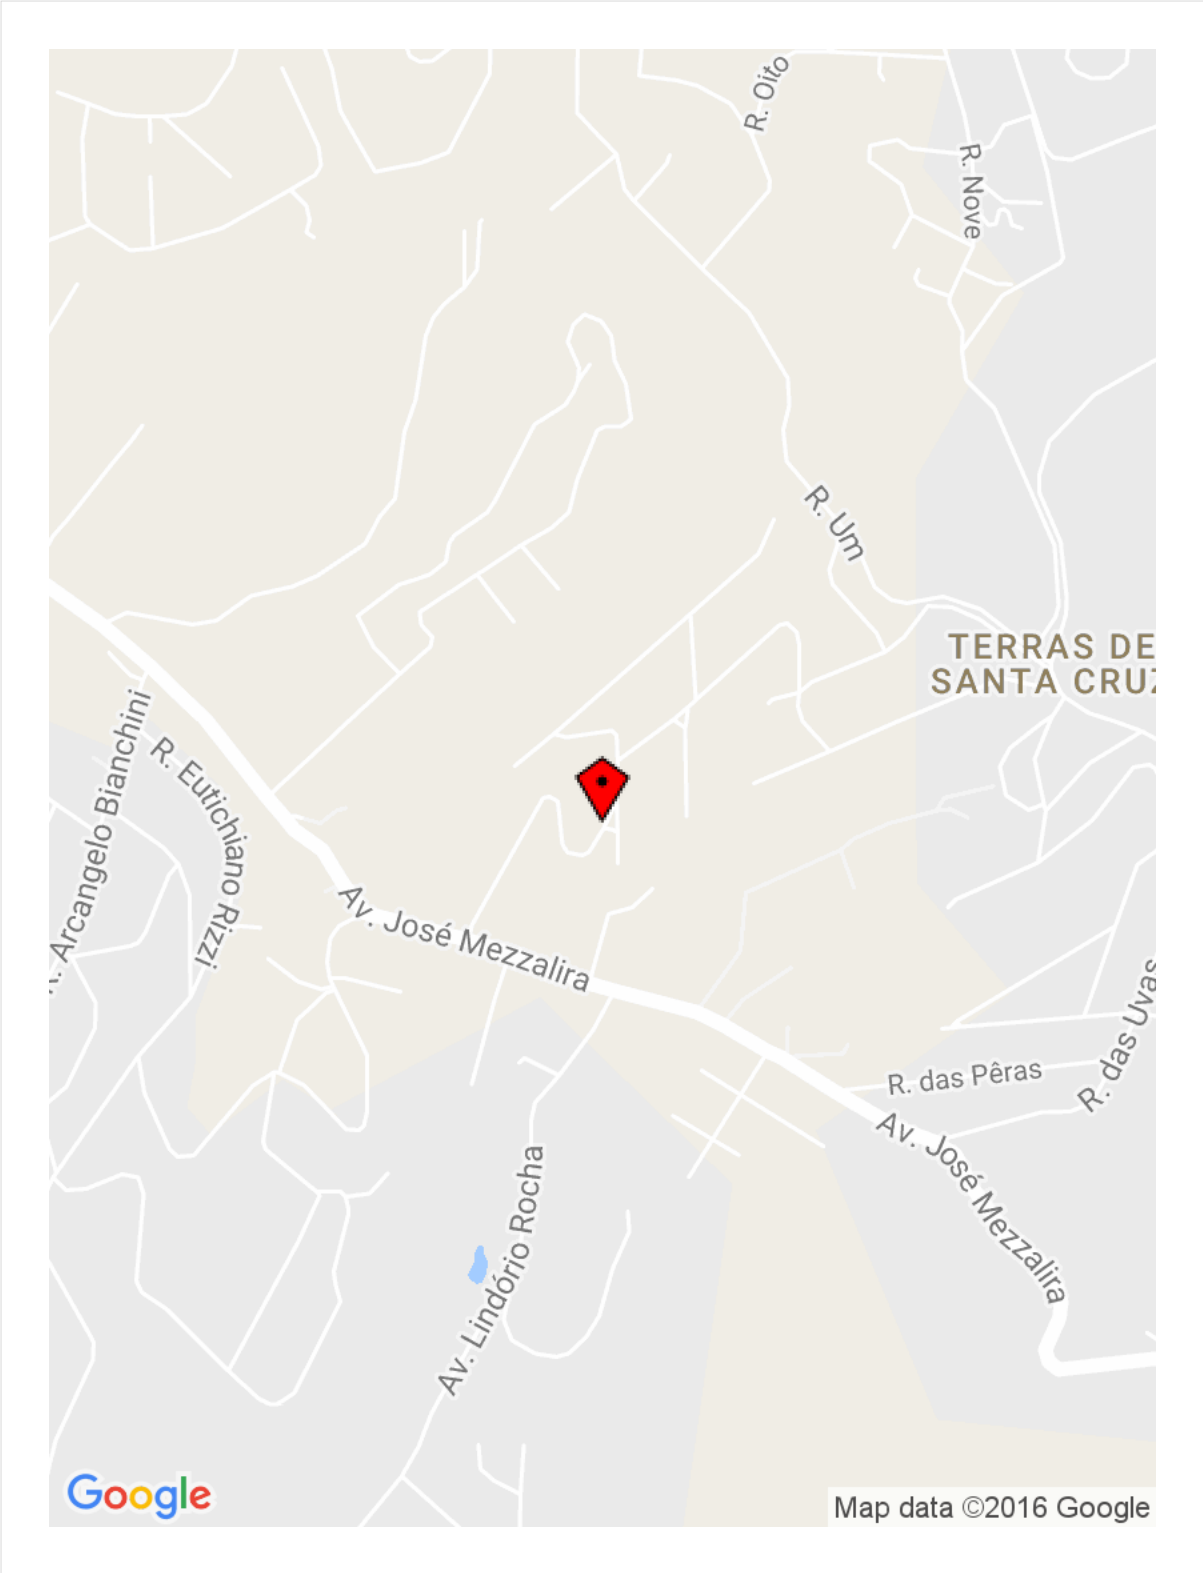 R. Oito
R. Nove
R. Um
TERRAS DE
SANTA CRUZ
R. Arcangelo Bianchini
R. Eutichiano Rizzi
Av. José Mezzalira
R. das Uvas
R. das Pêras
Av. José Mezzalira
Av. Lindório Rocha
Google
Map data ©2016 Google